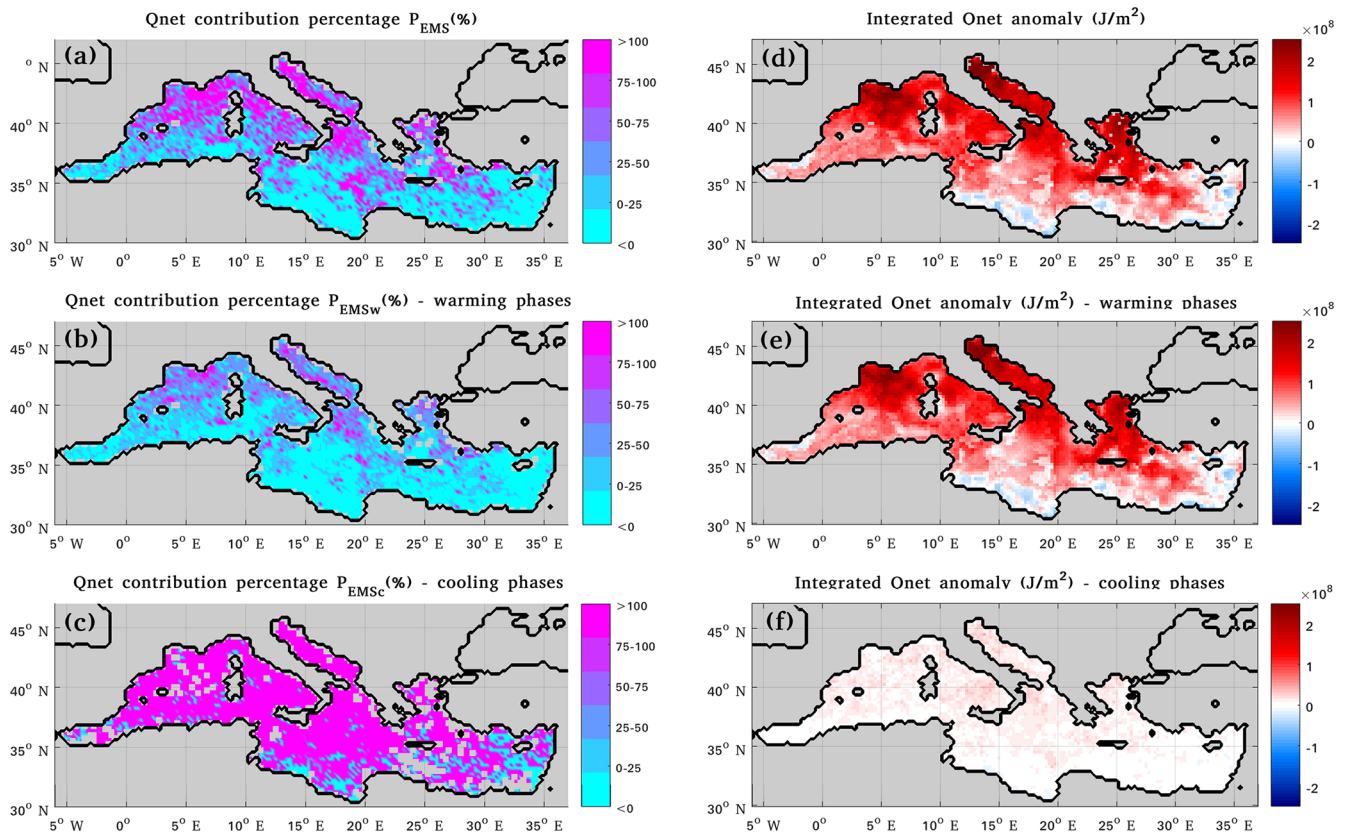 Qnet contribution percentage P_EMS(%)
(a)
° N
40° N
35° N
30° N
5° W 0° 5° E 10° E 15° E 20° E 25° E 30° E 35° E
>100
75-100
50-75
25-50
0-25
<0
Integrated Qnet anomaly (J/m²)
(d)
45° N
40° N
35° N
30° N
5° W 0° 5° E 10° E 15° E 20° E 25° E 30° E 35° E
×10⁸
2
1
0
-1
-2
Qnet contribution percentage P_EMSw(%) - warming phases
(b)
45° N
40° N
35° N
30° N
5° W 0° 5° E 10° E 15° E 20° E 25° E 30° E 35° E
>100
75-100
50-75
25-50
0-25
<0
Integrated Qnet anomaly (J/m²) - warming phases
(e)
45° N
40° N
35° N
30° N
5° W 0° 5° E 10° E 15° E 20° E 25° E 30° E 35° E
×10⁸
2
1
0
-1
-2
Qnet contribution percentage P_EMSc(%) - cooling phases
(c)
45° N
40° N
35° N
30° N
5° W 0° 5° E 10° E 15° E 20° E 25° E 30° E 35° E
>100
75-100
50-75
25-50
0-25
<0
Integrated Qnet anomaly (J/m²) - cooling phases
(f)
45° N
40° N
35° N
30° N
5° W 0° 5° E 10° E 15° E 20° E 25° E 30° E 35° E
×10⁸
2
1
0
-1
-2